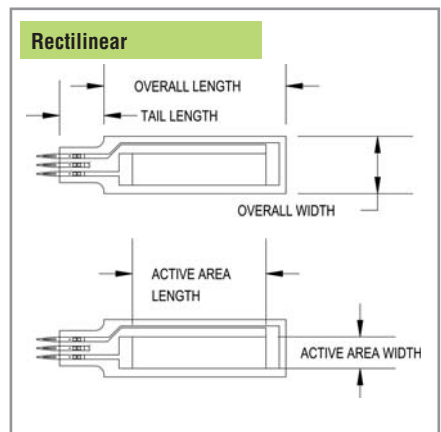 Rectilinear
OVERALL LENGTH
TAIL LENGTH
OVERALL WIDTH
ACTIVE AREA
LENGTH
ACTIVE AREA WIDTH